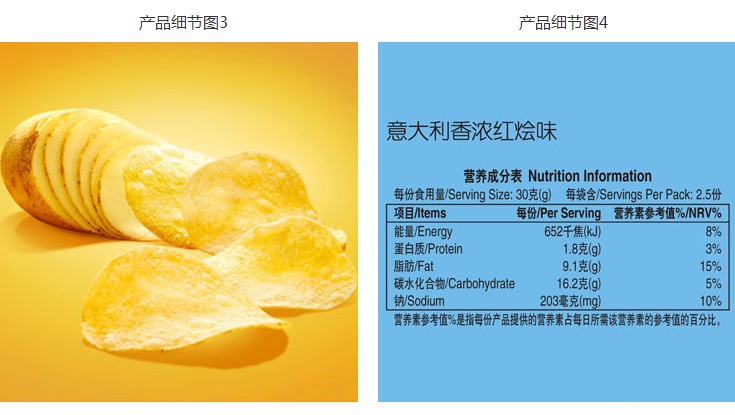 产品细节图3
产品细节图4
意大利香浓红烩味
营养成分表 Nutrition Information
每份食用量/Serving Size: 30克(g) 每袋含/Servings Per Pack: 2.5份
项目/Items 每份/Per Serving 营养素参考值%/NRV%
能量/Energy 652千焦(kJ) 8%
蛋白质/Protein 1.8克(g) 3%
脂肪/Fat 9.1克(g) 15%
碳水化合物/Carbohydrate 16.2克(g) 5%
钠/Sodium 203毫克(mg) 10%
营养素参考值%是指每份产品提供的营养素占每日所需该营养素的参考值的百分比。